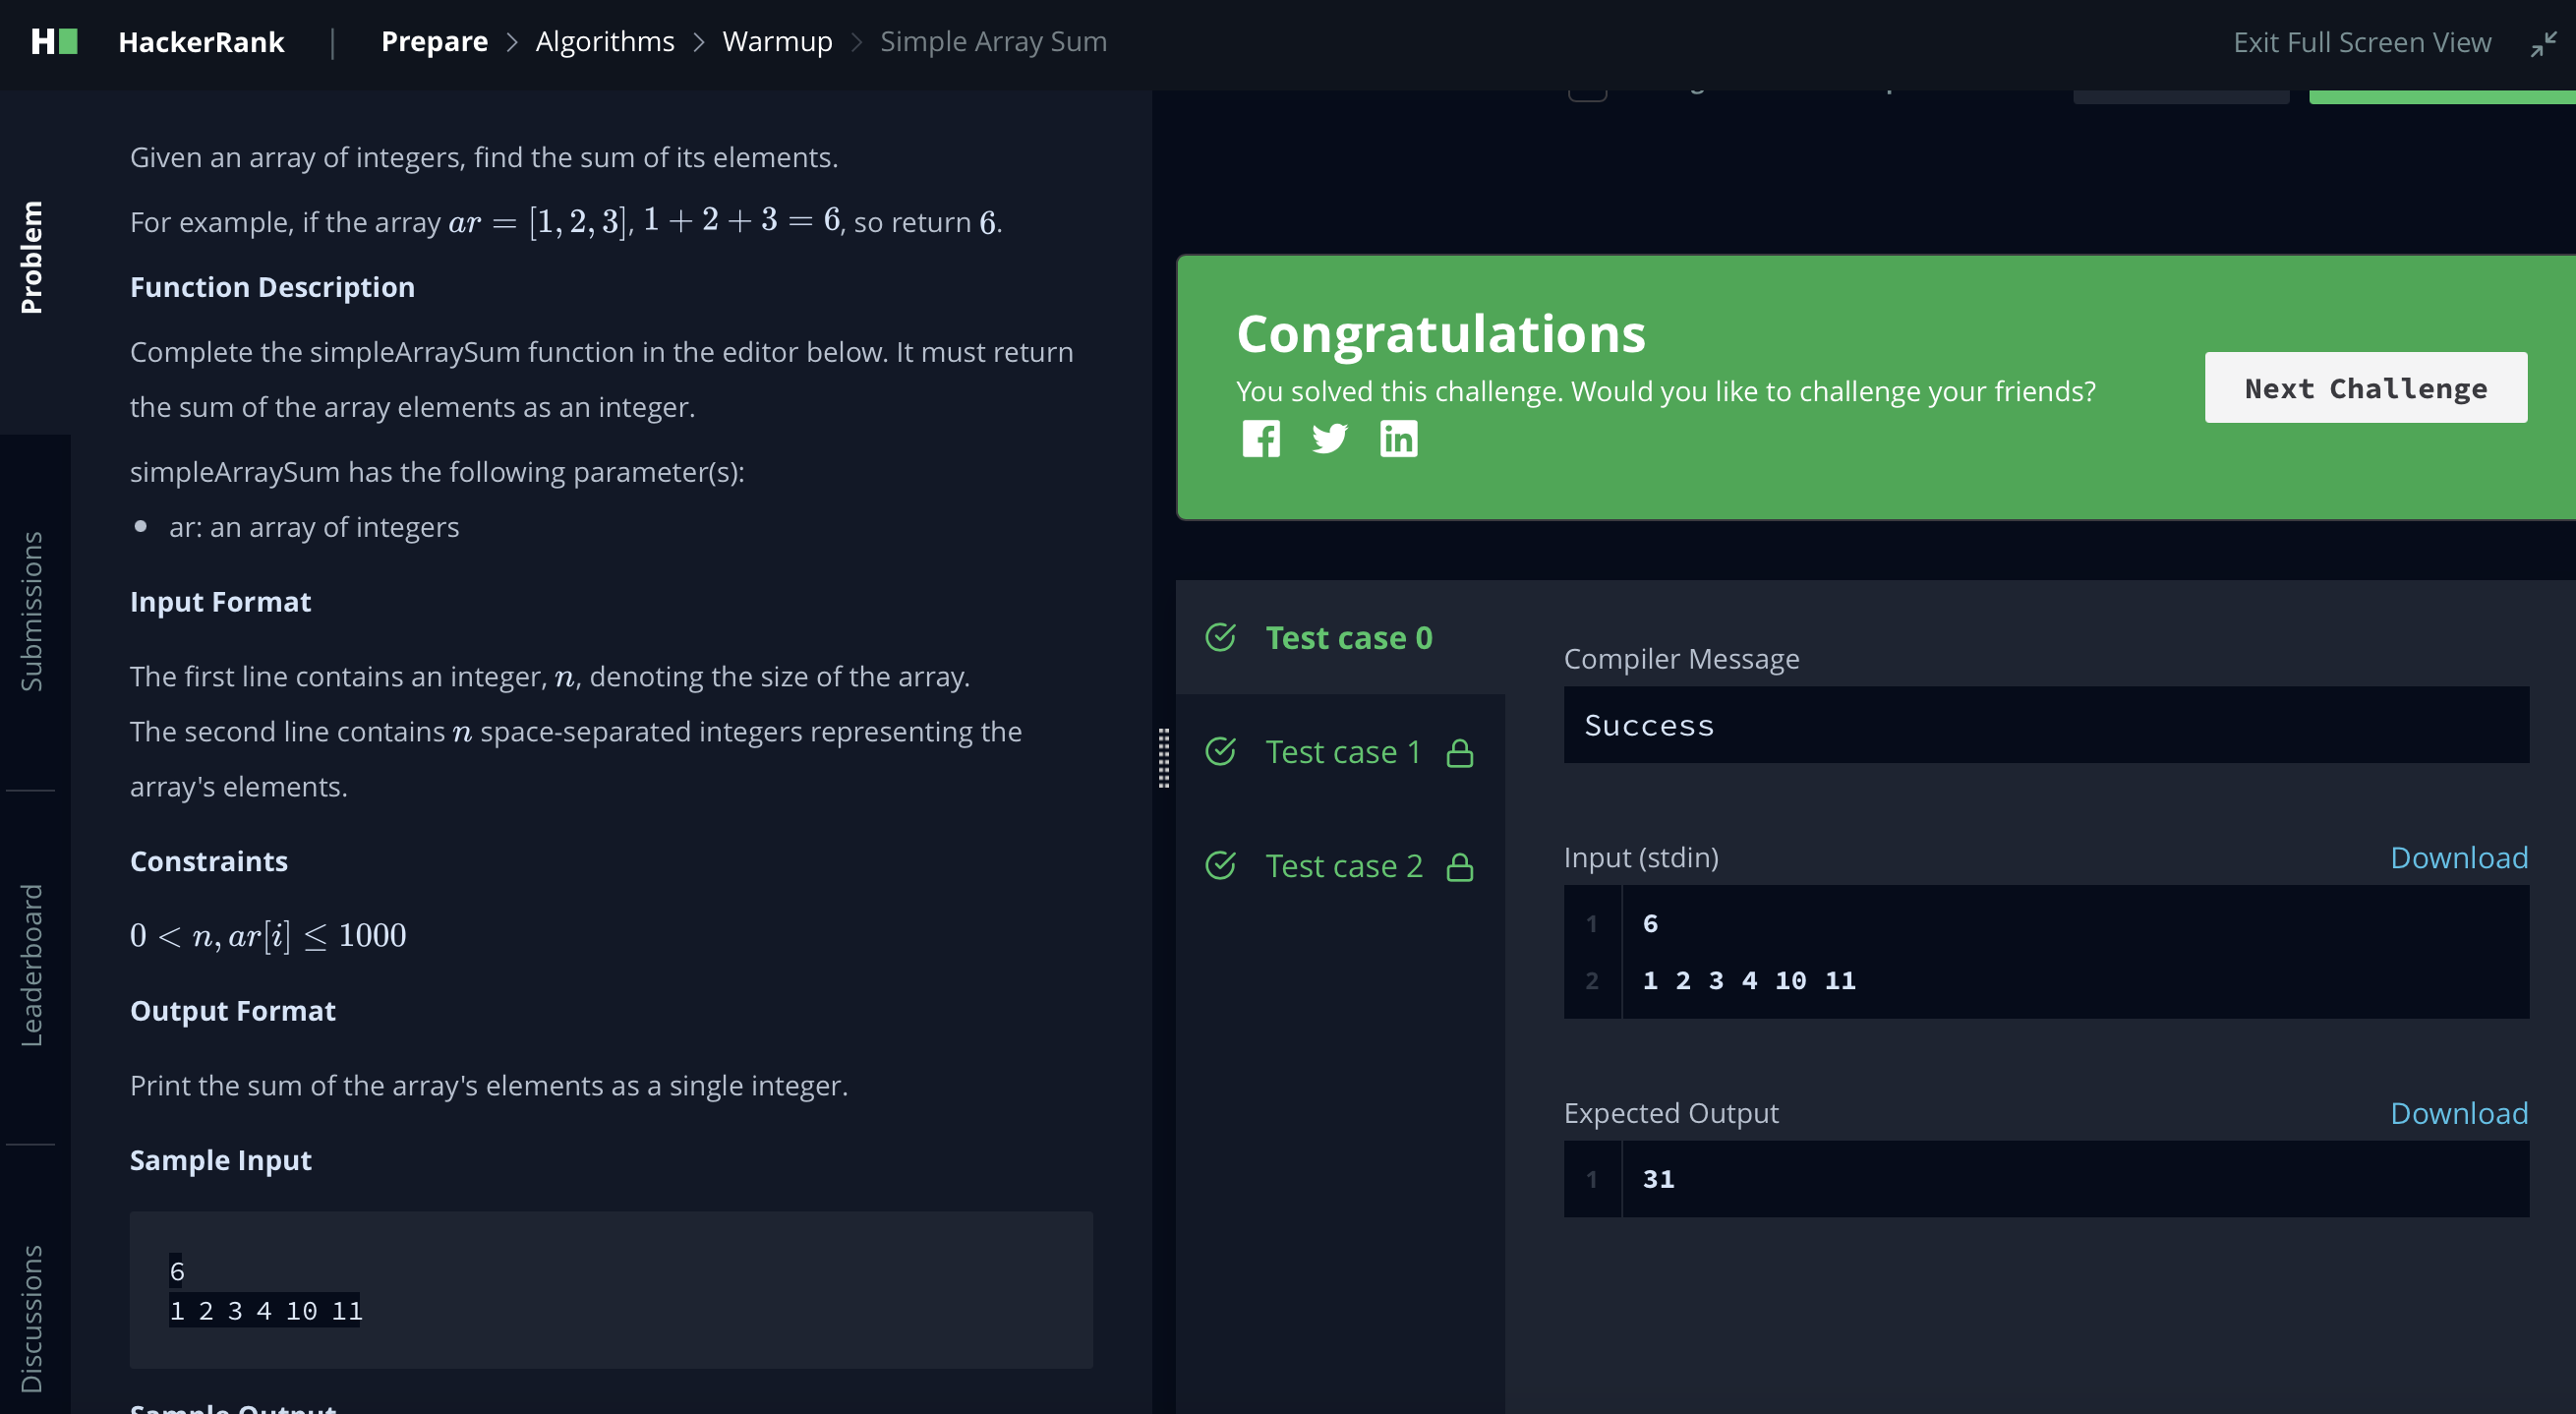 H
HackerRank
Prepare > Algorithms > Warmup > Simple Array Sum
Exit Full Screen View
Problem
Submissions
Leaderboard
Discussions
Given an array of integers, find the sum of its elements.
For example, if the array ar = [1, 2, 3], 1 + 2 + 3 = 6, so return 6.
Function Description
Complete the simpleArraySum function in the editor below. It must return
the sum of the array elements as an integer.
simpleArraySum has the following parameter(s):
• ar: an array of integers
Input Format
The first line contains an integer, n, denoting the size of the array.
The second line contains n space-separated integers representing the
array's elements.
Constraints
0 < n, ar[i] ≤ 1000
Output Format
Print the sum of the array's elements as a single integer.
Sample Input
6
1 2 3 4 10 11
Sample Output
Congratulations
You solved this challenge. Would you like to challenge your friends?
Next Challenge
Test case 0
Test case 1
Test case 2
Compiler Message
Success
Input (stdin)
Download
1 6
2 1 2 3 4 10 11
Expected Output
Download
1 31